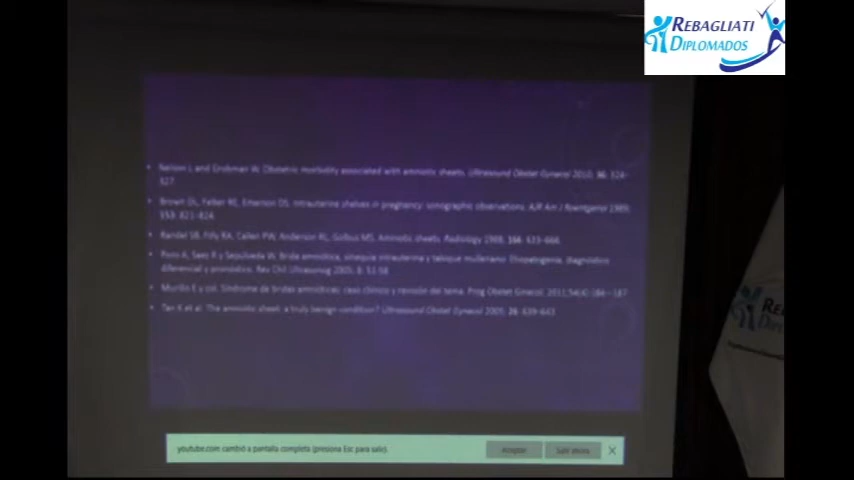 REBAGLIATI
DIPLOMADOS
Nelson L and Grobman W. Obstetric morbidity associated with amniotic sheets. Ultrasound Obstet Gynecol 2010; 36: 324-
327.
Brown DL, Felker RE, Emerson DS. Intrauterine shelves in pregnancy: sonographic observations. AJR Am J Roentgenol 1989;
153: 821-824.
Randel SB, Filly RA, Callen PW, Anderson RL, Golbus MS. Amniotic sheets. Radiology 1988;
A, Saez R y Sepúlveda W. Brida amniótica, sinequia intrauterina y tabique mulleriano: Etiopatogenia, diagnóstico
diferencial y pronóstico. Rev Chil Ultrasonog 2005; 8: 51-58
Murillo E y col. Síndrome de bridas amnióticas: caso clínico y revisión del tema. Prog Obstet Ginecol. 2011;54(4):184-187
Tan K et al. The amniotic sheet: a truly benign condition? Ultrasound Obstet Gynecol 2005; 26: 639-643
youtube.com cambió a pantalla completa (presiona Esc para salir).
Aceptar
Salir ahora